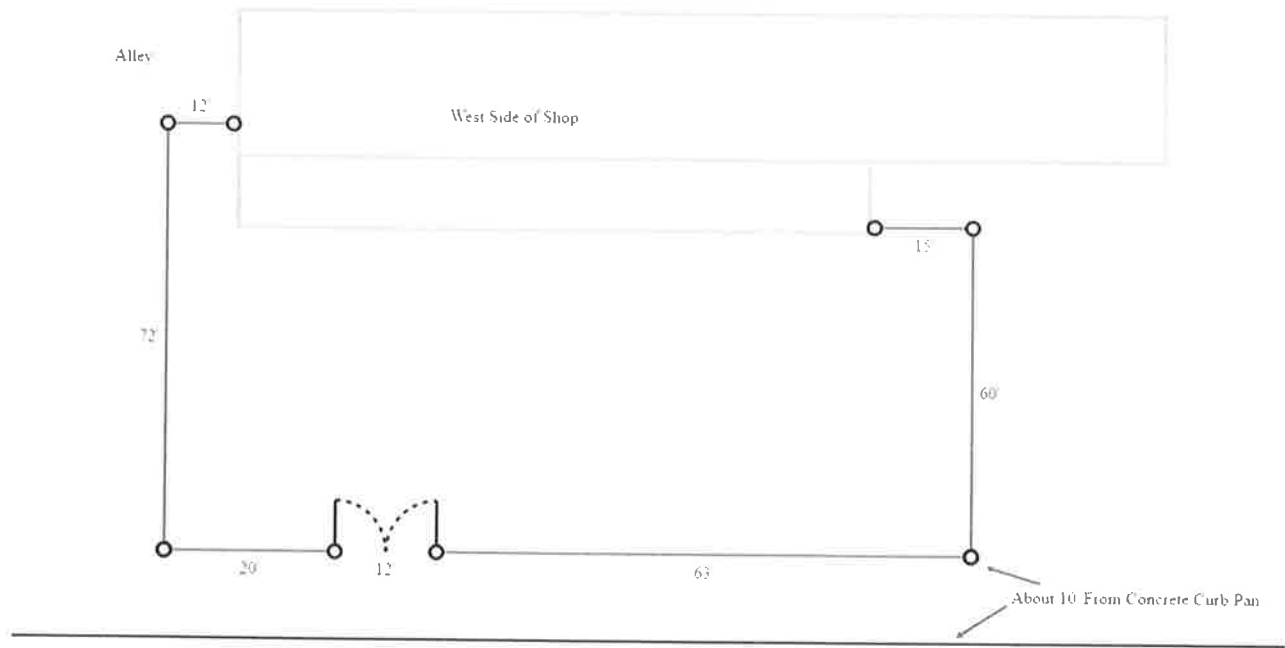 Alley
12'
West Side of Shop
15'
72'
60'
20'
12'
63'
About 10' From Concrete Curb Pan